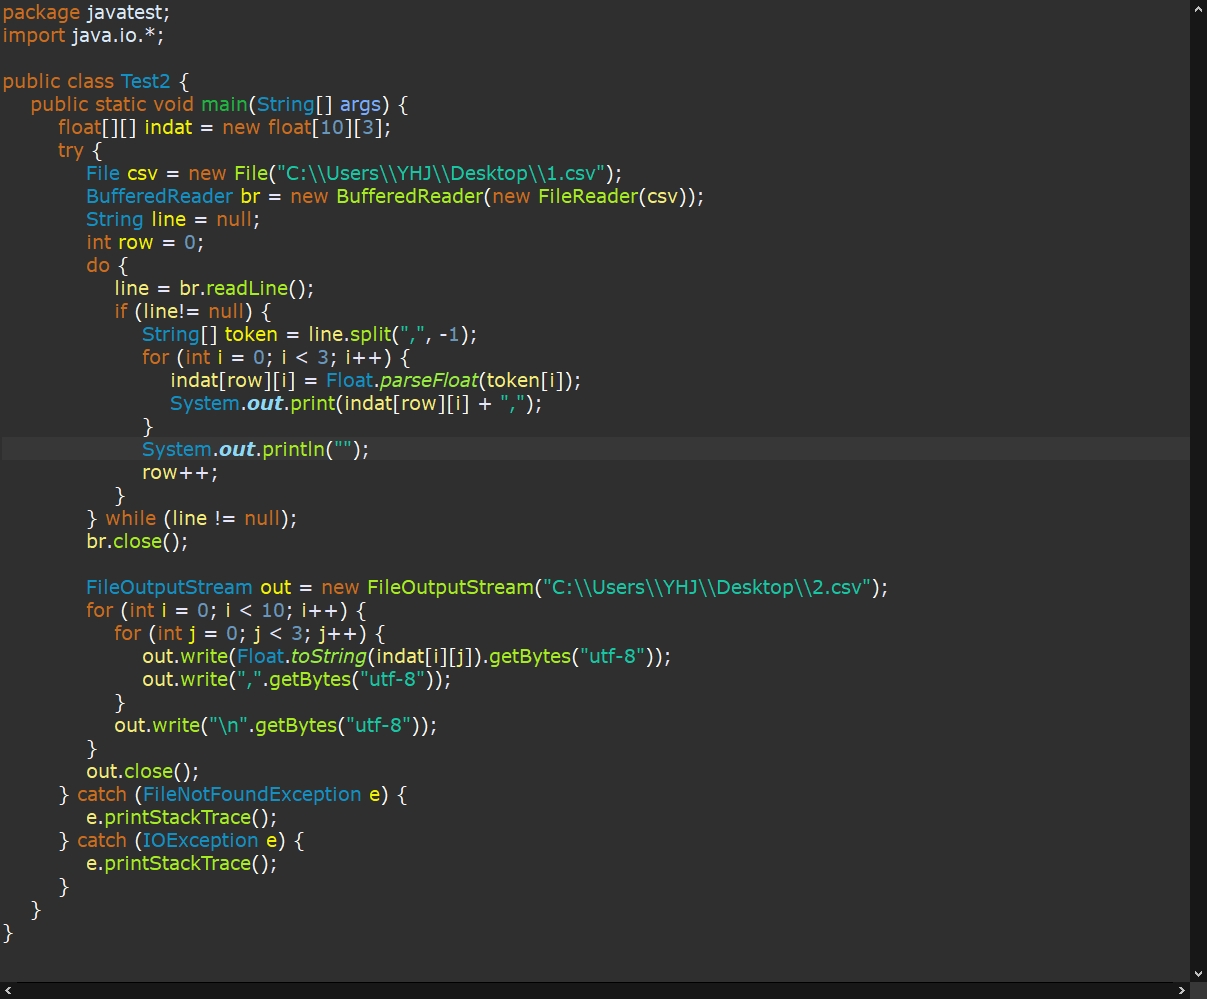 package javatest;
import java.io.*;

public class Test2 {
    public static void main(String[] args) {
        float[][] indat = new float[10][3];
        try {
            File csv = new File("C:\\Users\\YHJ\\Desktop\\1.csv");
            BufferedReader br = new BufferedReader(new FileReader(csv));
            String line = null;
            int row = 0;
            do {
                line = br.readLine();
                if (line!= null) {
                    String[] token = line.split(",", -1);
                    for (int i = 0; i < 3; i++) {
                        indat[row][i] = Float.parseFloat(token[i]);
                        System.out.print(indat[row][i] + ",");
                    }
                    System.out.println("");
                    row++;
                }
            } while (line != null);
            br.close();

            FileOutputStream out = new FileOutputStream("C:\\Users\\YHJ\\Desktop\\2.csv");
            for (int i = 0; i < 10; i++) {
                for (int j = 0; j < 3; j++) {
                    out.write(Float.toString(indat[i][j]).getBytes("utf-8"));
                    out.write(",".getBytes("utf-8"));
                }
                out.write("\n".getBytes("utf-8"));
            }
            out.close();
        } catch (FileNotFoundException e) {
            e.printStackTrace();
        } catch (IOException e) {
            e.printStackTrace();
        }
    }
}